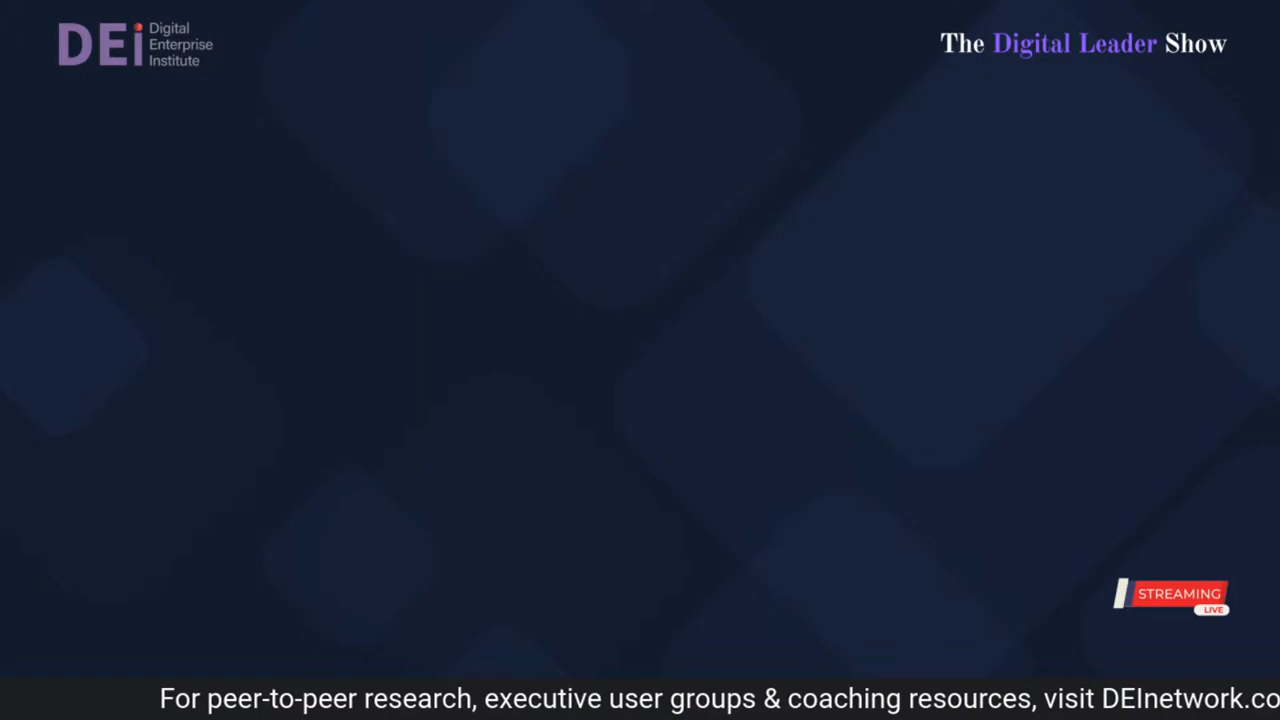 DEi
Digital
Enterprise
Institute
The Digital Leader Show
STREAMING
LIVE
For peer-to-peer research, executive user groups & coaching resources, visit DEInetwork.co